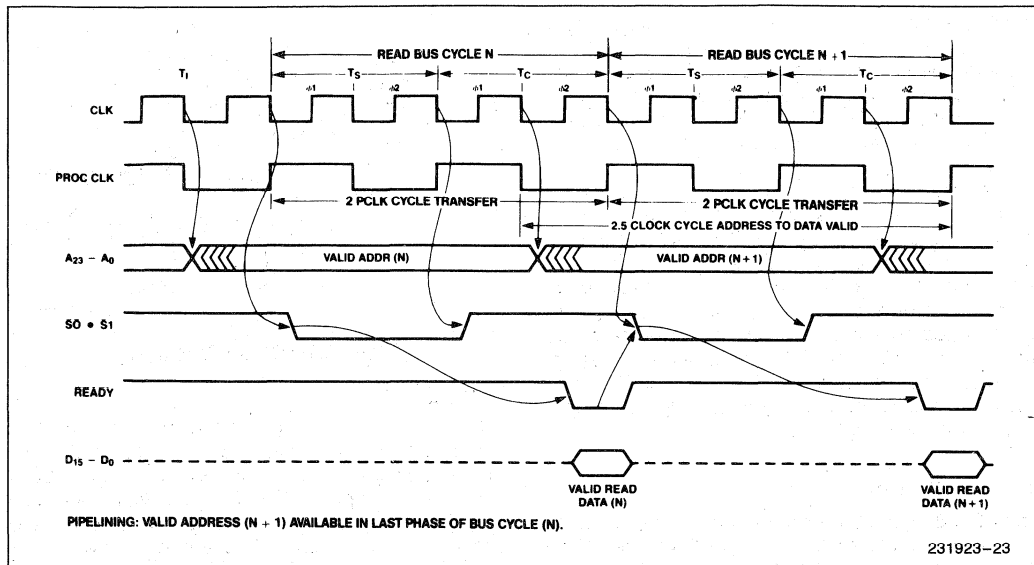 READ BUS CYCLE N
READ BUS CYCLE N + 1
TI TS TC TS TC
ϕ1 ϕ2 ϕ1 ϕ2 ϕ1 ϕ2 ϕ1 ϕ2
CLK
PROC CLK
2 PCLK CYCLE TRANSFER
2 PCLK CYCLE TRANSFER
2.5 CLOCK CYCLE ADDRESS TO DATA VALID
A23 – A0
VALID ADDR (N)
VALID ADDR (N + 1)
S̅0̅ • S̅1̅
READY
D15 – D0
VALID READ
DATA (N)
VALID READ
DATA (N + 1)
PIPELINING: VALID ADDRESS (N + 1) AVAILABLE IN LAST PHASE OF BUS CYCLE (N).
231923–23